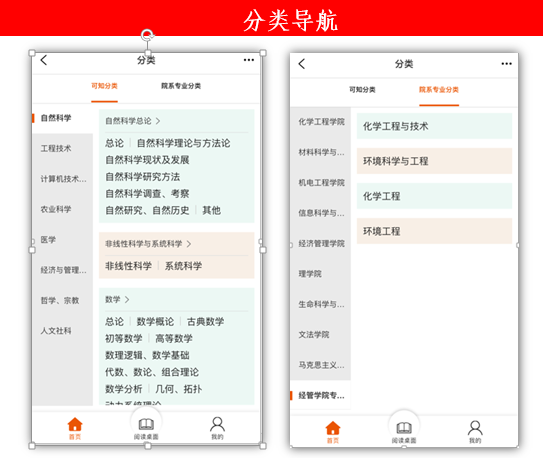 分类导航
分类
可知分类 院系专业分类
自然科学
工程技术
计算机技术...
农业科学
医学
经济与管理...
哲学、宗教
人文社科
自然科学总论
总论 自然科学理论与方法论
自然科学现状及发展
自然科学研究方法
自然科学调查、考察
自然研究、自然历史 其他
非线性科学与系统科学
非线性科学 系统科学
数学
总论 数学概论 古典数学
初等数学 高等数学
数理逻辑、数学基础
代数、数论、组合理论
数学分析 几何、拓扑
动力系统理论
首页 阅读桌面 我的
分类
可知分类 院系专业分类
化学工程学院
材料科学与...
机电工程学院
信息科学与...
经济管理学院
理学院
生命科学与...
文法学院
马克思主义...
经管学院专...
化学工程与技术
环境科学与工程
化学工程
环境工程
首页 阅读桌面 我的